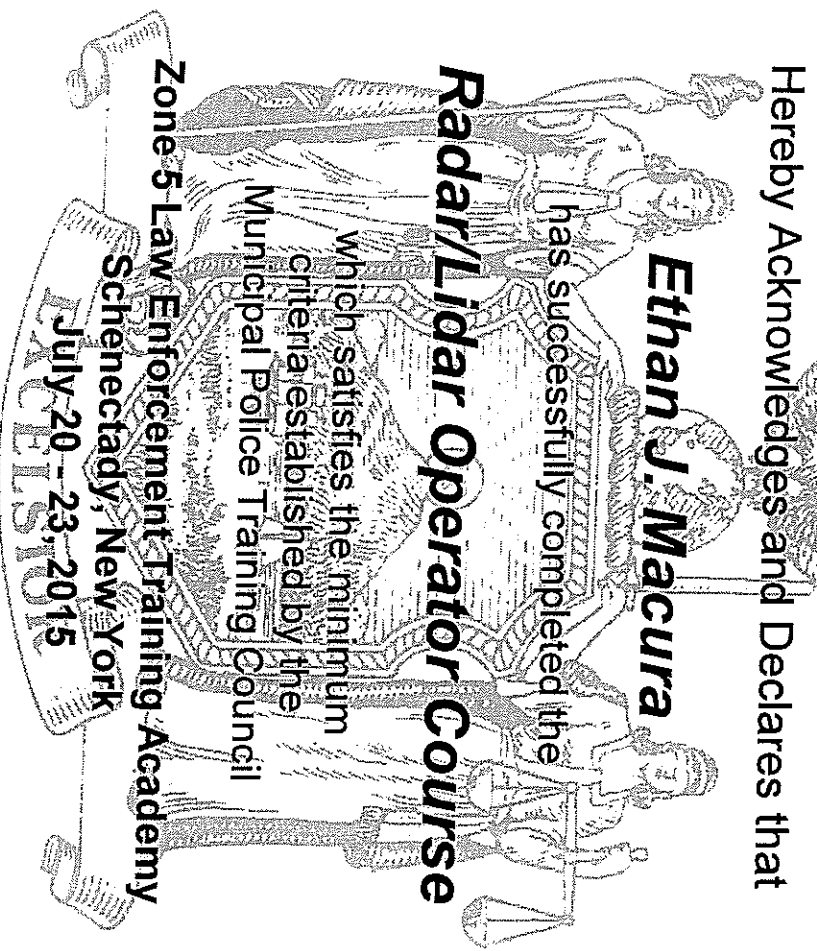 Hereby Acknowledges and Declares that
Ethan J. Macura
has successfully completed the
Radar/Lidar Operator Course
which satisfies the minimum
criteria established by the
Municipal Police Training Council
Zone 5 Law Enforcement Training Academy
Schenectady, New York
July 20 - 23, 2015
EXCELSIOR